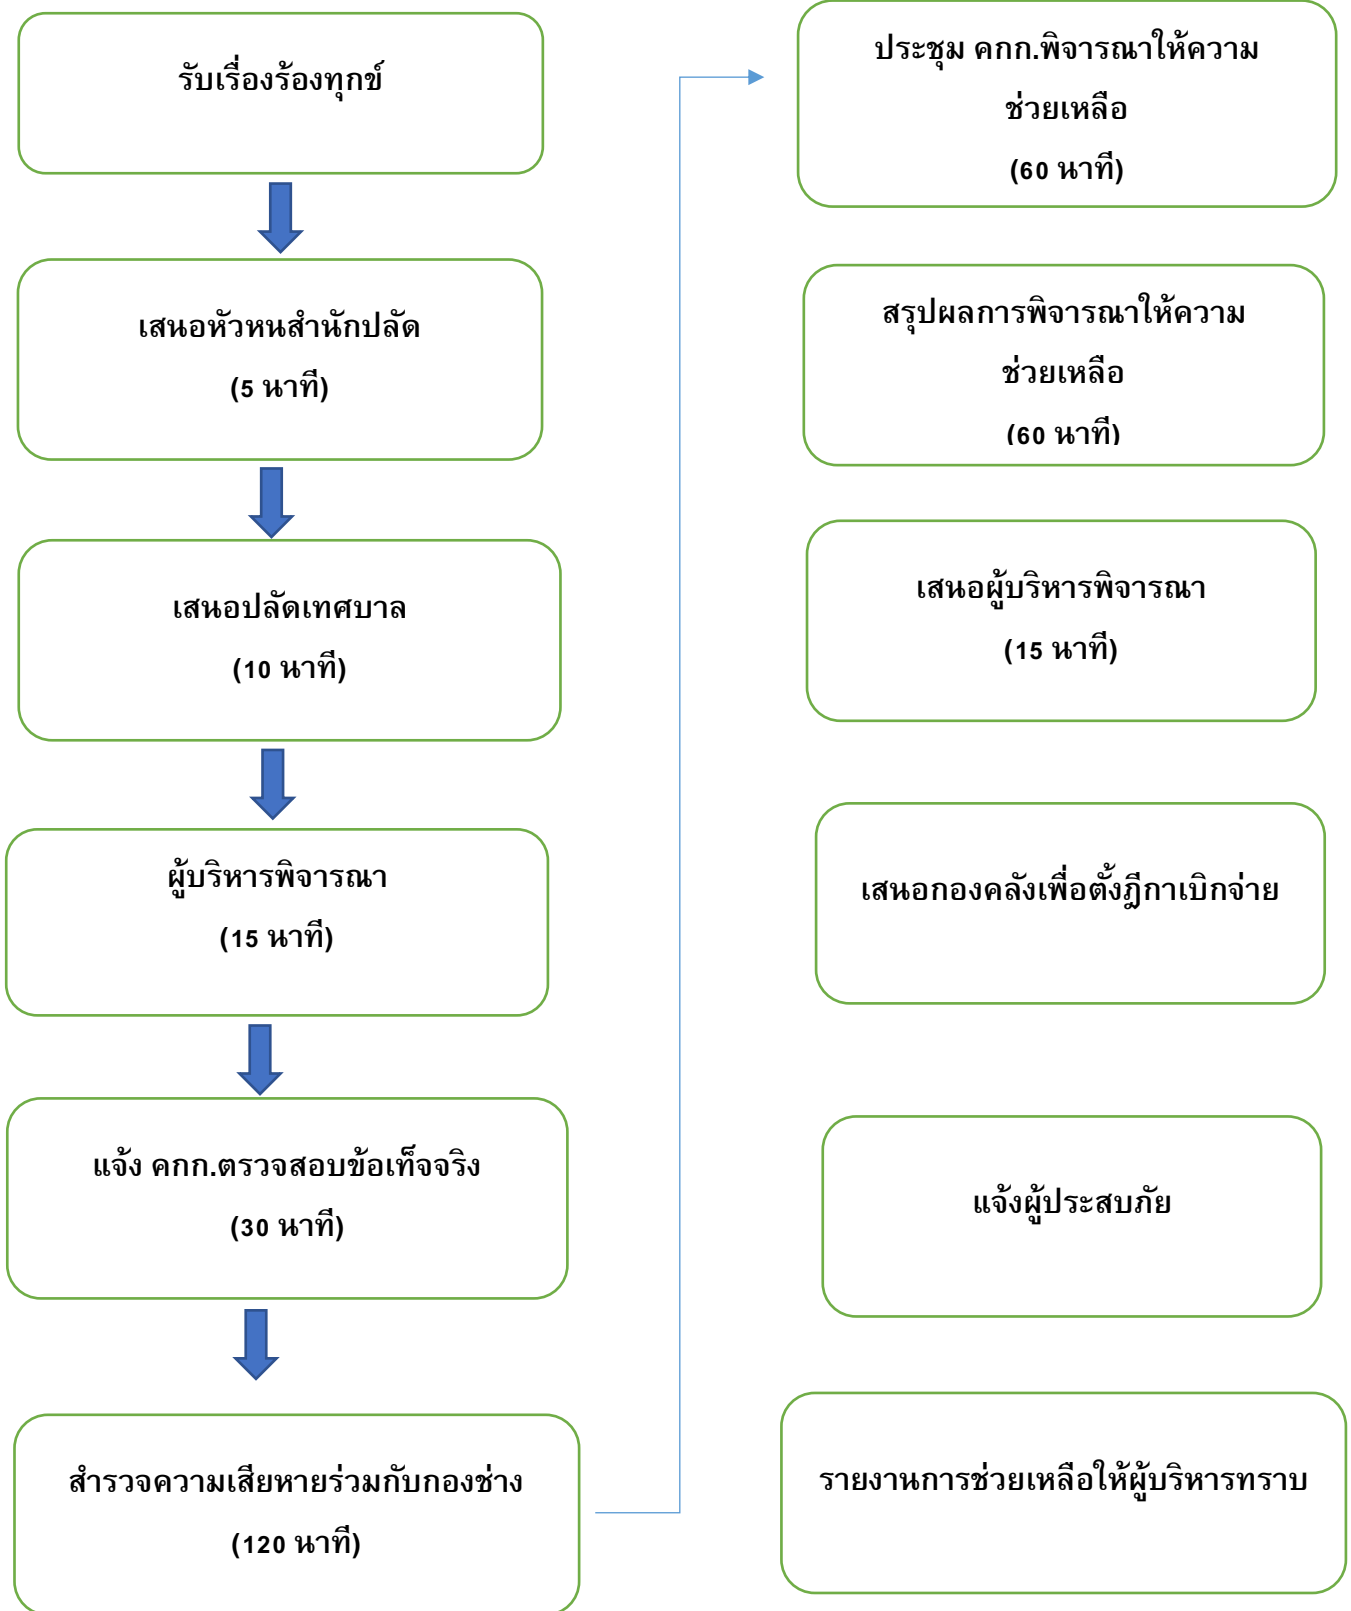 รับเรื่องร้องทุกข์
เสนอหัวหนสำนักปลัด
(5 นาที)
เสนอปลัดเทศบาล
(10 นาที)
ผู้บริหารพิจารณา
(15 นาที)
แจ้ง คกก.ตรวจสอบข้อเท็จจริง
(30 นาที)
สำรวจความเสียหายร่วมกับกองช่าง
(120 นาที)
ประชุม คกก.พิจารณาให้ความ
ช่วยเหลือ
(60 นาที)
สรุปผลการพิจารณาให้ความ
ช่วยเหลือ
(60 นาที)
เสนอผู้บริหารพิจารณา
(15 นาที)
เสนอกองคลังเพื่อตั้งฎีกาเบิกจ่าย
แจ้งผู้ประสบภัย
รายงานการช่วยเหลือให้ผู้บริหารทราบ